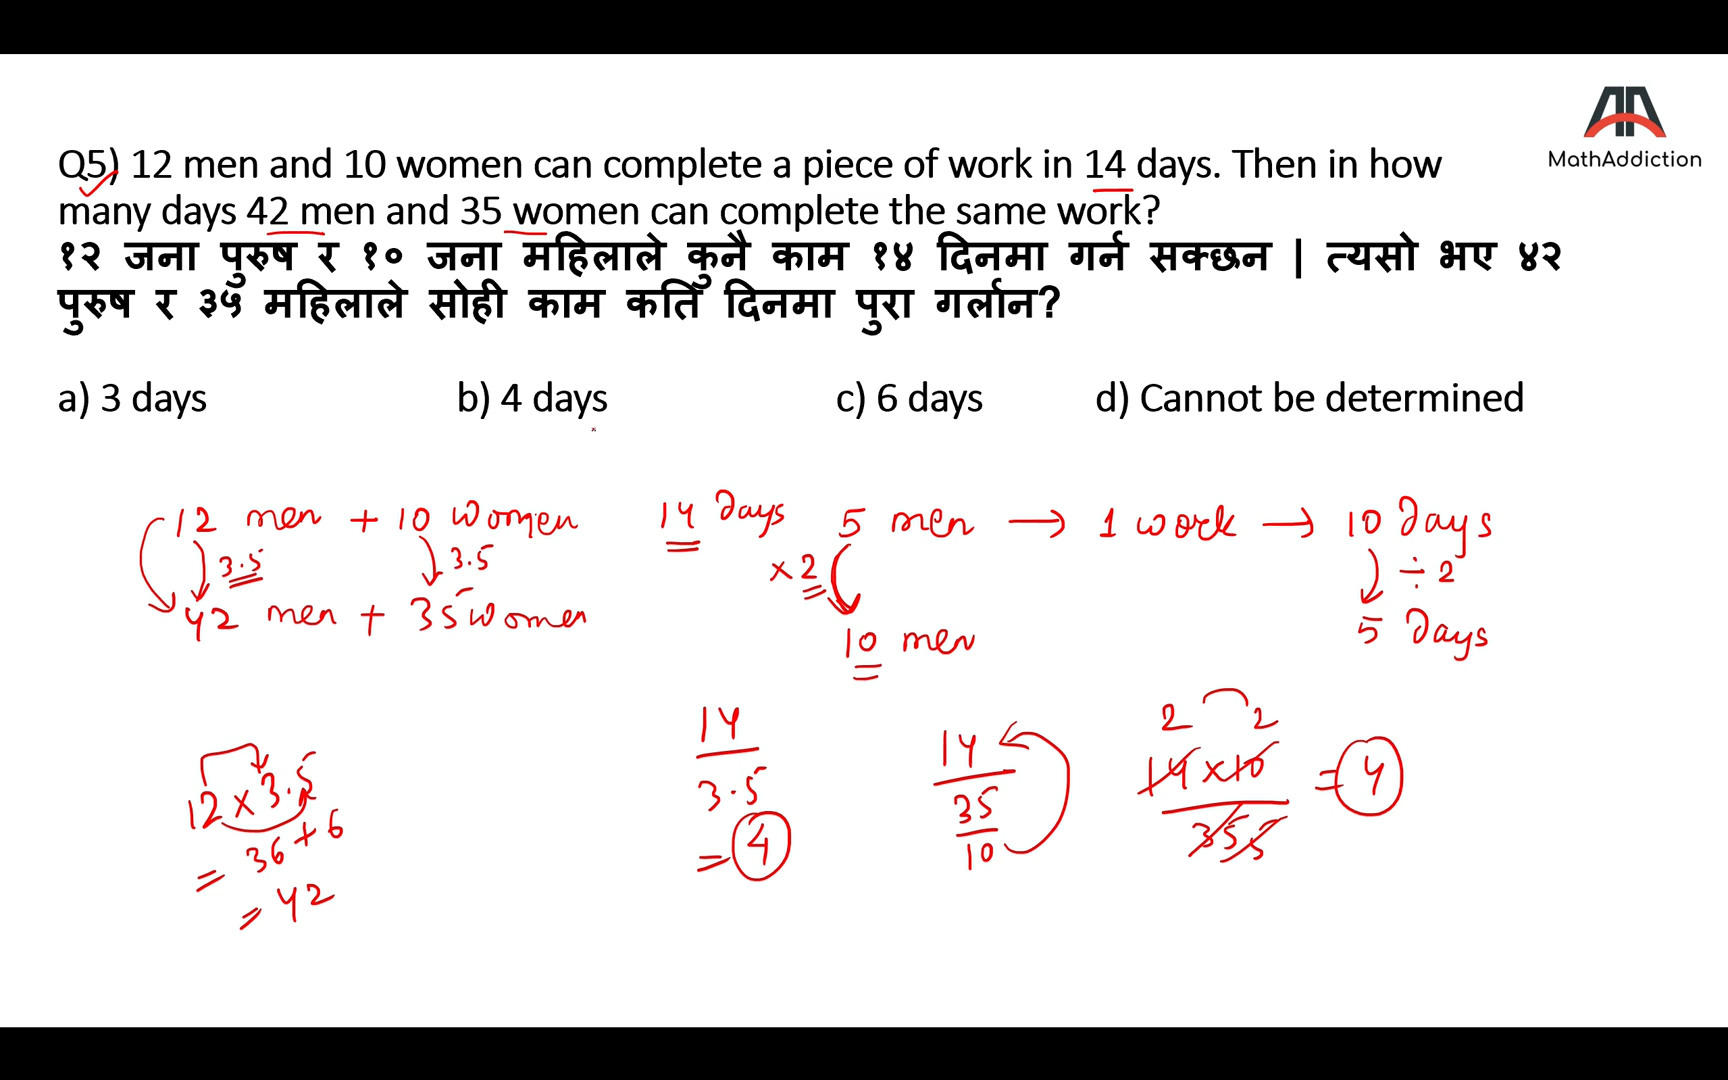 MathAddiction
Q5) 12 men and 10 women can complete a piece of work in 14 days. Then in how
many days 42 men and 35 women can complete the same work?
१२ जना पुरुष र १० जना महिलाले कुनै काम १४ दिनमा गर्न सक्छन | त्यसो भए ४२
पुरुष र ३५ महिलाले सोही काम कति दिनमा पुरा गर्लान?
a) 3 days b) 4 days c) 6 days d) Cannot be determined
12 men + 10 women 14 days 5 men → 1 work → 10 days
3.5 3.5 ×2 ÷ 2
42 men + 35 women 10 men 5 days
12 × 3.5
= 36 + 6
= 42
14
3.5
= 4
14
35
10
2 2
14 × 10 = 4
35 5